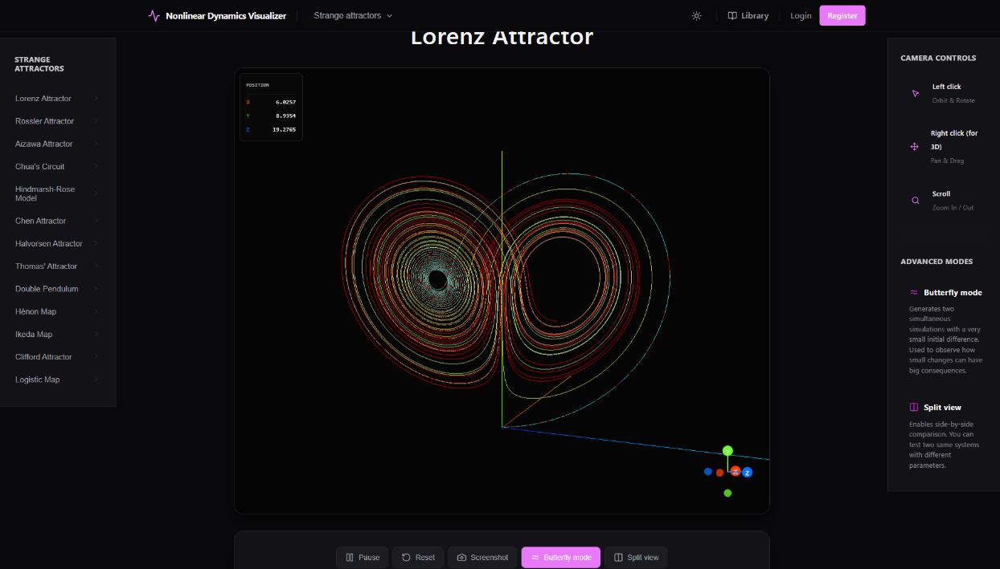 Nonlinear Dynamics Visualizer
Strange attractors
Library
Login
Register
STRANGE
ATTRACTORS
Lorenz Attractor
Rössler Attractor
Aizawa Attractor
Chua's Circuit
Hindmarsh-Rose
Model
Chen Attractor
Halvorsen Attractor
Thomas' Attractor
Double Pendulum
Hénon Map
Ikeda Map
Clifford Attractor
Logistic Map
Lorenz Attractor
POSITION
X 6.0257
Y 8.9354
Z 19.2765
Y
X
Z
Pause
Reset
Screenshot
Butterfly mode
Split view
CAMERA CONTROLS
Left click
Orbit & Rotate
Right click (for
3D)
Pan & Drag
Scroll
Zoom In / Out
ADVANCED MODES
Butterfly mode
Generates two
simultaneous
simulations with a very
small initial difference.
Used to observe how
small changes can have
big consequences.
Split view
Enables side-by-side
comparison. You can
test two same systems
with different
parameters.